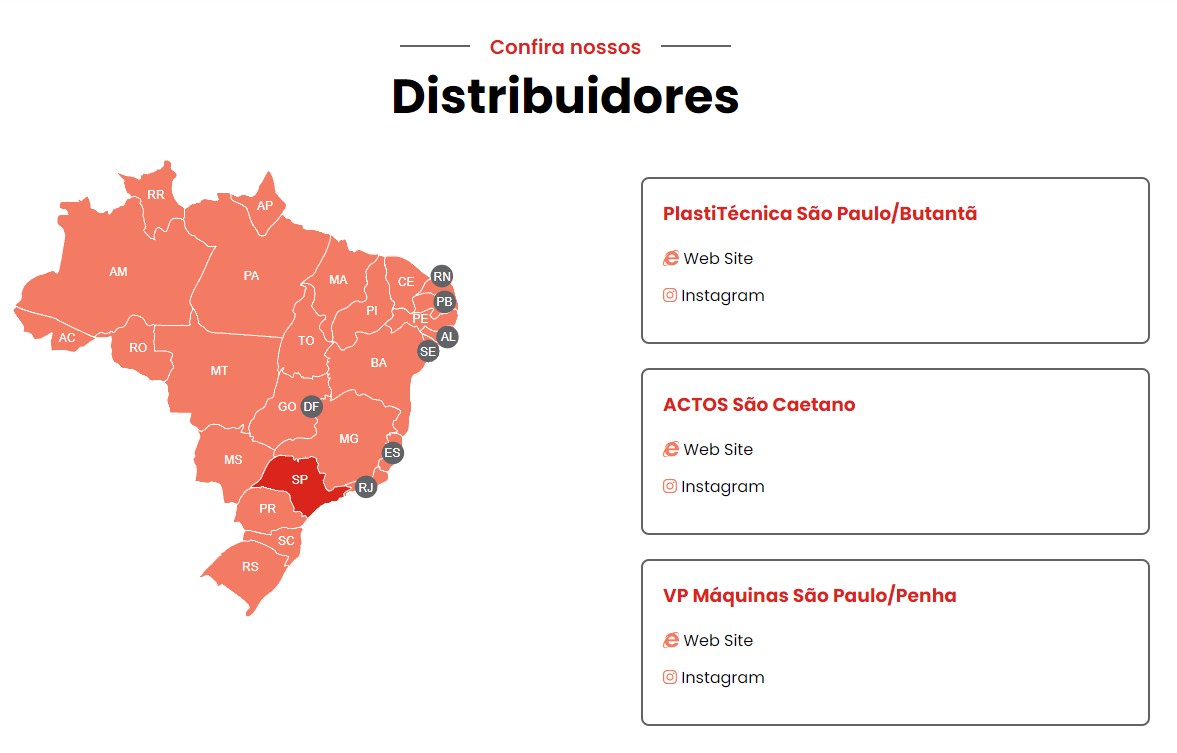 Confira nossos
Distribuidores
RR
AP
AM
PA
MA
CE
RN
PB
PI
PE
AC
AL
RO
TO
SE
MT
BA
GO
DF
MG
ES
MS
SP
RJ
PR
SC
RS
PlastiTécnica São Paulo/Butantã
Web Site
Instagram
ACTOS São Caetano
Web Site
Instagram
VP Máquinas São Paulo/Penha
Web Site
Instagram